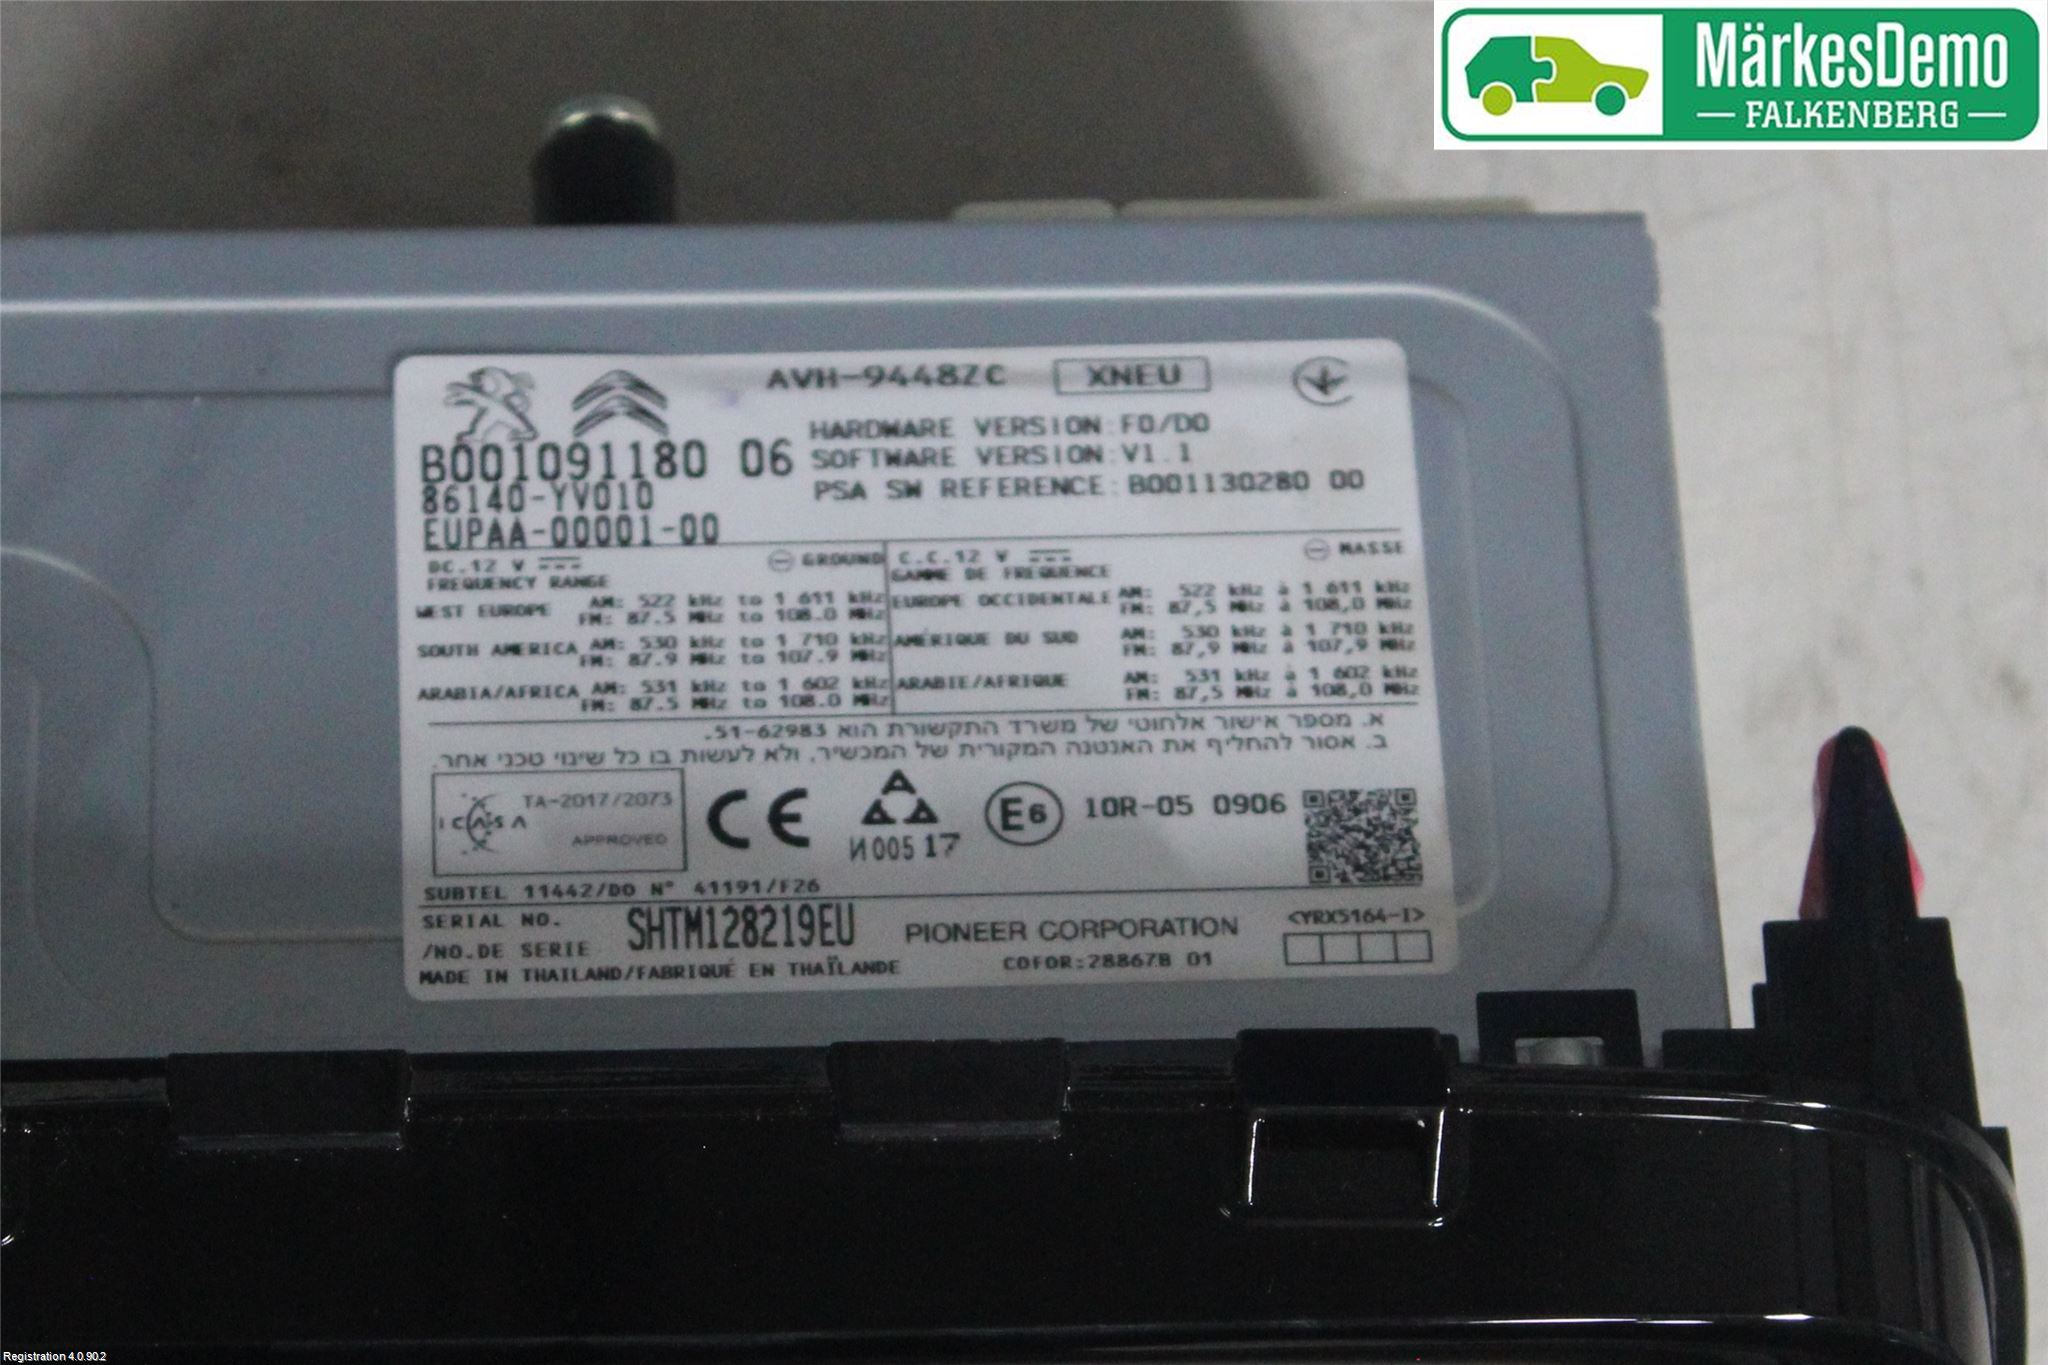 MärkesDemo
FALKENBERG
AVH-9448ZC XNEU
HARDWARE VERSION:F0/D0
B001091180 06 SOFTWARE VERSION:V1.1
86140-YV010 PSA SW REFERENCE:B001130280 00
EUPAA-00001-00
DC.12 V GROUND C.C.12 V MASSE
FREQUENCY RANGE GAMME DE FREQUENCE
WEST EUROPE AM: 522 kHz to 1 611 kHz EUROPE OCCIDENTALE AM: 522 kHz à 1 611 kHz
FM: 87.5 MHz to 108.0 MHz FM: 87,5 MHz à 108,0 MHz
SOUTH AMERICA AM: 530 kHz to 1 710 kHz AMÉRIQUE DU SUD AM: 530 kHz à 1 710 kHz
FM: 87.9 MHz to 107.9 MHz FM: 87,9 MHz à 107,9 MHz
ARABIA/AFRICA AM: 531 kHz to 1 602 kHz ARABIE/AFRIQUE AM: 531 kHz à 1 602 kHz
FM: 87.5 MHz to 108.0 MHz FM: 87,5 MHz à 108,0 MHz
א. מספר אישור אלחוטי של משרד התקשורת הוא 51-62983.
ב. אסור להחליף את האנטנה המקורית של המכשיר, ולא לעשות בו כל שינוי טכני אחר.
ICASA TA-2017/2073
APPROVED
CE
И005 17
E6 10R-05 0906
SUBTEL 11442/DO N° 41191/F26
SERIAL NO.
/NO.DE SERIE SHTM128219EU PIONEER CORPORATION <YRX5164-I>
MADE IN THAILAND/FABRIQUÉ EN THAÏLANDE COFOR:28867B 01
Registration 4.0.90.2